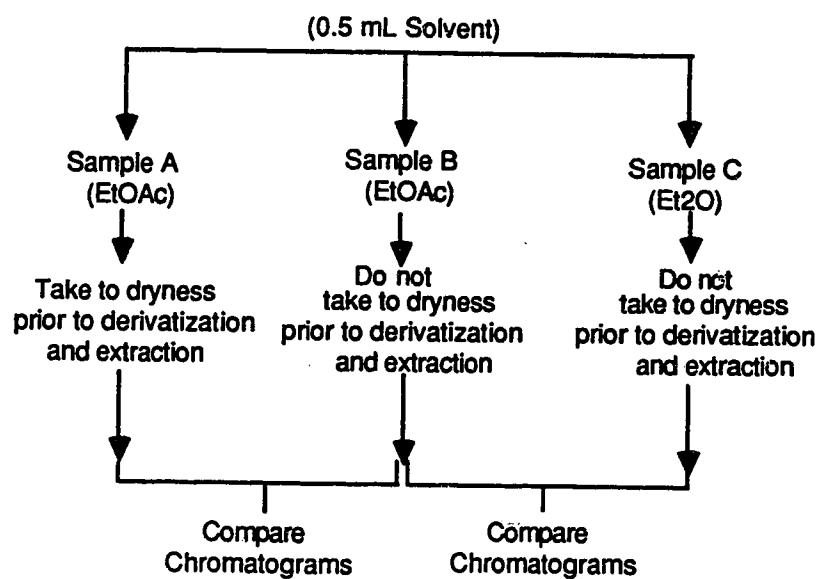 (0.5 mL Solvent)
Sample A
(EtOAc)
Sample B
(EtOAc)
Sample C
(Et2O)
Take to dryness
prior to derivatization
and extraction
Do not
take to dryness
prior to derivatization
and extraction
Do not
take to dryness
prior to derivatization
and extraction
Compare
Chromatograms
Compare
Chromatograms